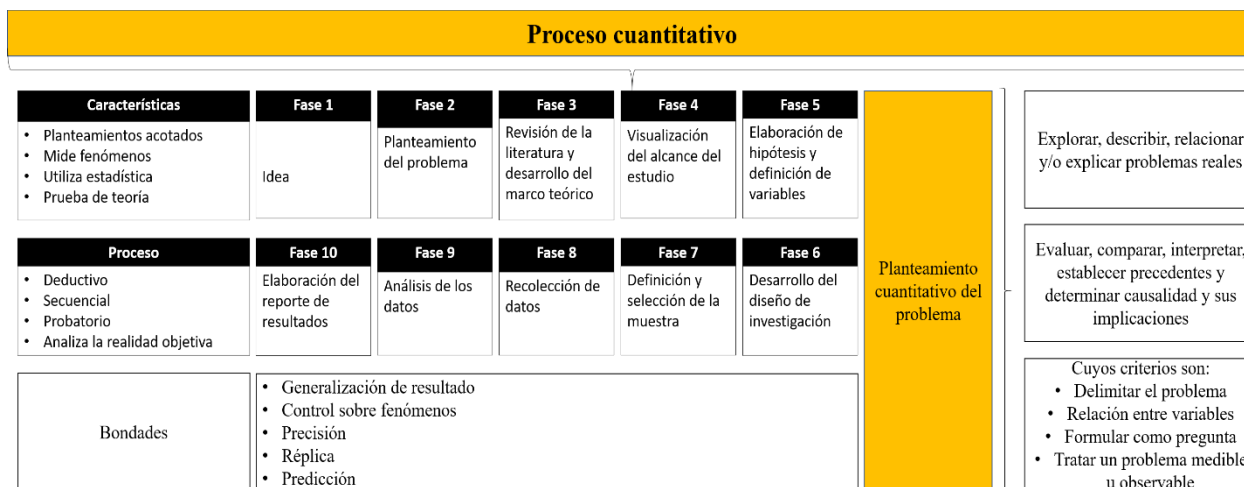 Proceso cuantitativo
Características
• Planteamientos acotados
• Mide fenómenos
• Utiliza estadística
• Prueba de teoría
Fase 1
Idea
Fase 2
Planteamiento
del problema
Fase 3
Revisión de la
literatura y
desarrollo del
marco teórico
Fase 4
Visualización
del alcance del
estudio
Fase 5
Elaboración de
hipótesis y
definición de
variables
Proceso
• Deductivo
• Secuencial
• Probatorio
• Analiza la realidad objetiva
Fase 10
Elaboración del
reporte de
resultados
Fase 9
Análisis de los
datos
Fase 8
Recolección de
datos
Fase 7
Definición y
selección de la
muestra
Fase 6
Desarrollo del
diseño de
investigación
Bondades
• Generalización de resultado
• Control sobre fenómenos
• Precisión
• Réplica
• Predicción
Planteamiento
cuantitativo del
problema
Explorar, describir, relacionar
y/o explicar problemas reales
Evaluar, comparar, interpretar,
establecer precedentes y
determinar causalidad y sus
implicaciones
Cuyos criterios son:
• Delimitar el problema
• Relación entre variables
• Formular como pregunta
• Tratar un problema medible
u observable